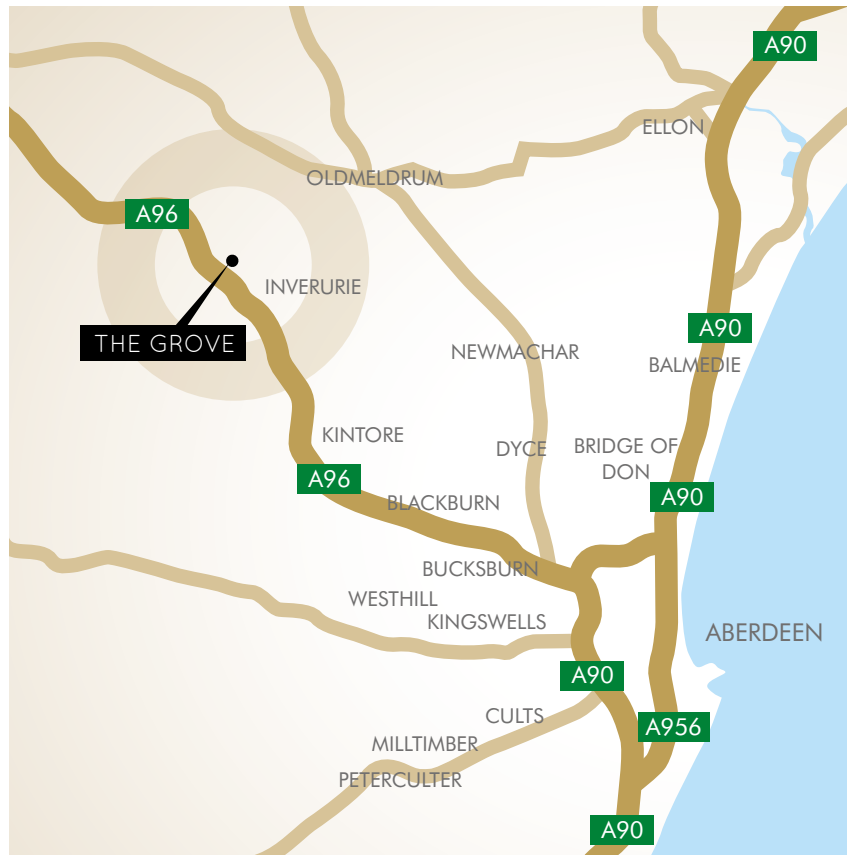 A90
ELLON
OLDMELDRUM
A96
INVERURIE
THE GROVE
A90
NEWMACHAR
BALMEDIE
KINTORE
DYCE
BRIDGE OF
DON
A96
A90
BLACKBURN
BUCKSBURN
WESTHILL
KINGSWELLS
ABERDEEN
A90
CULTS
A956
MILLTIMBER
PETERCULTER
A90